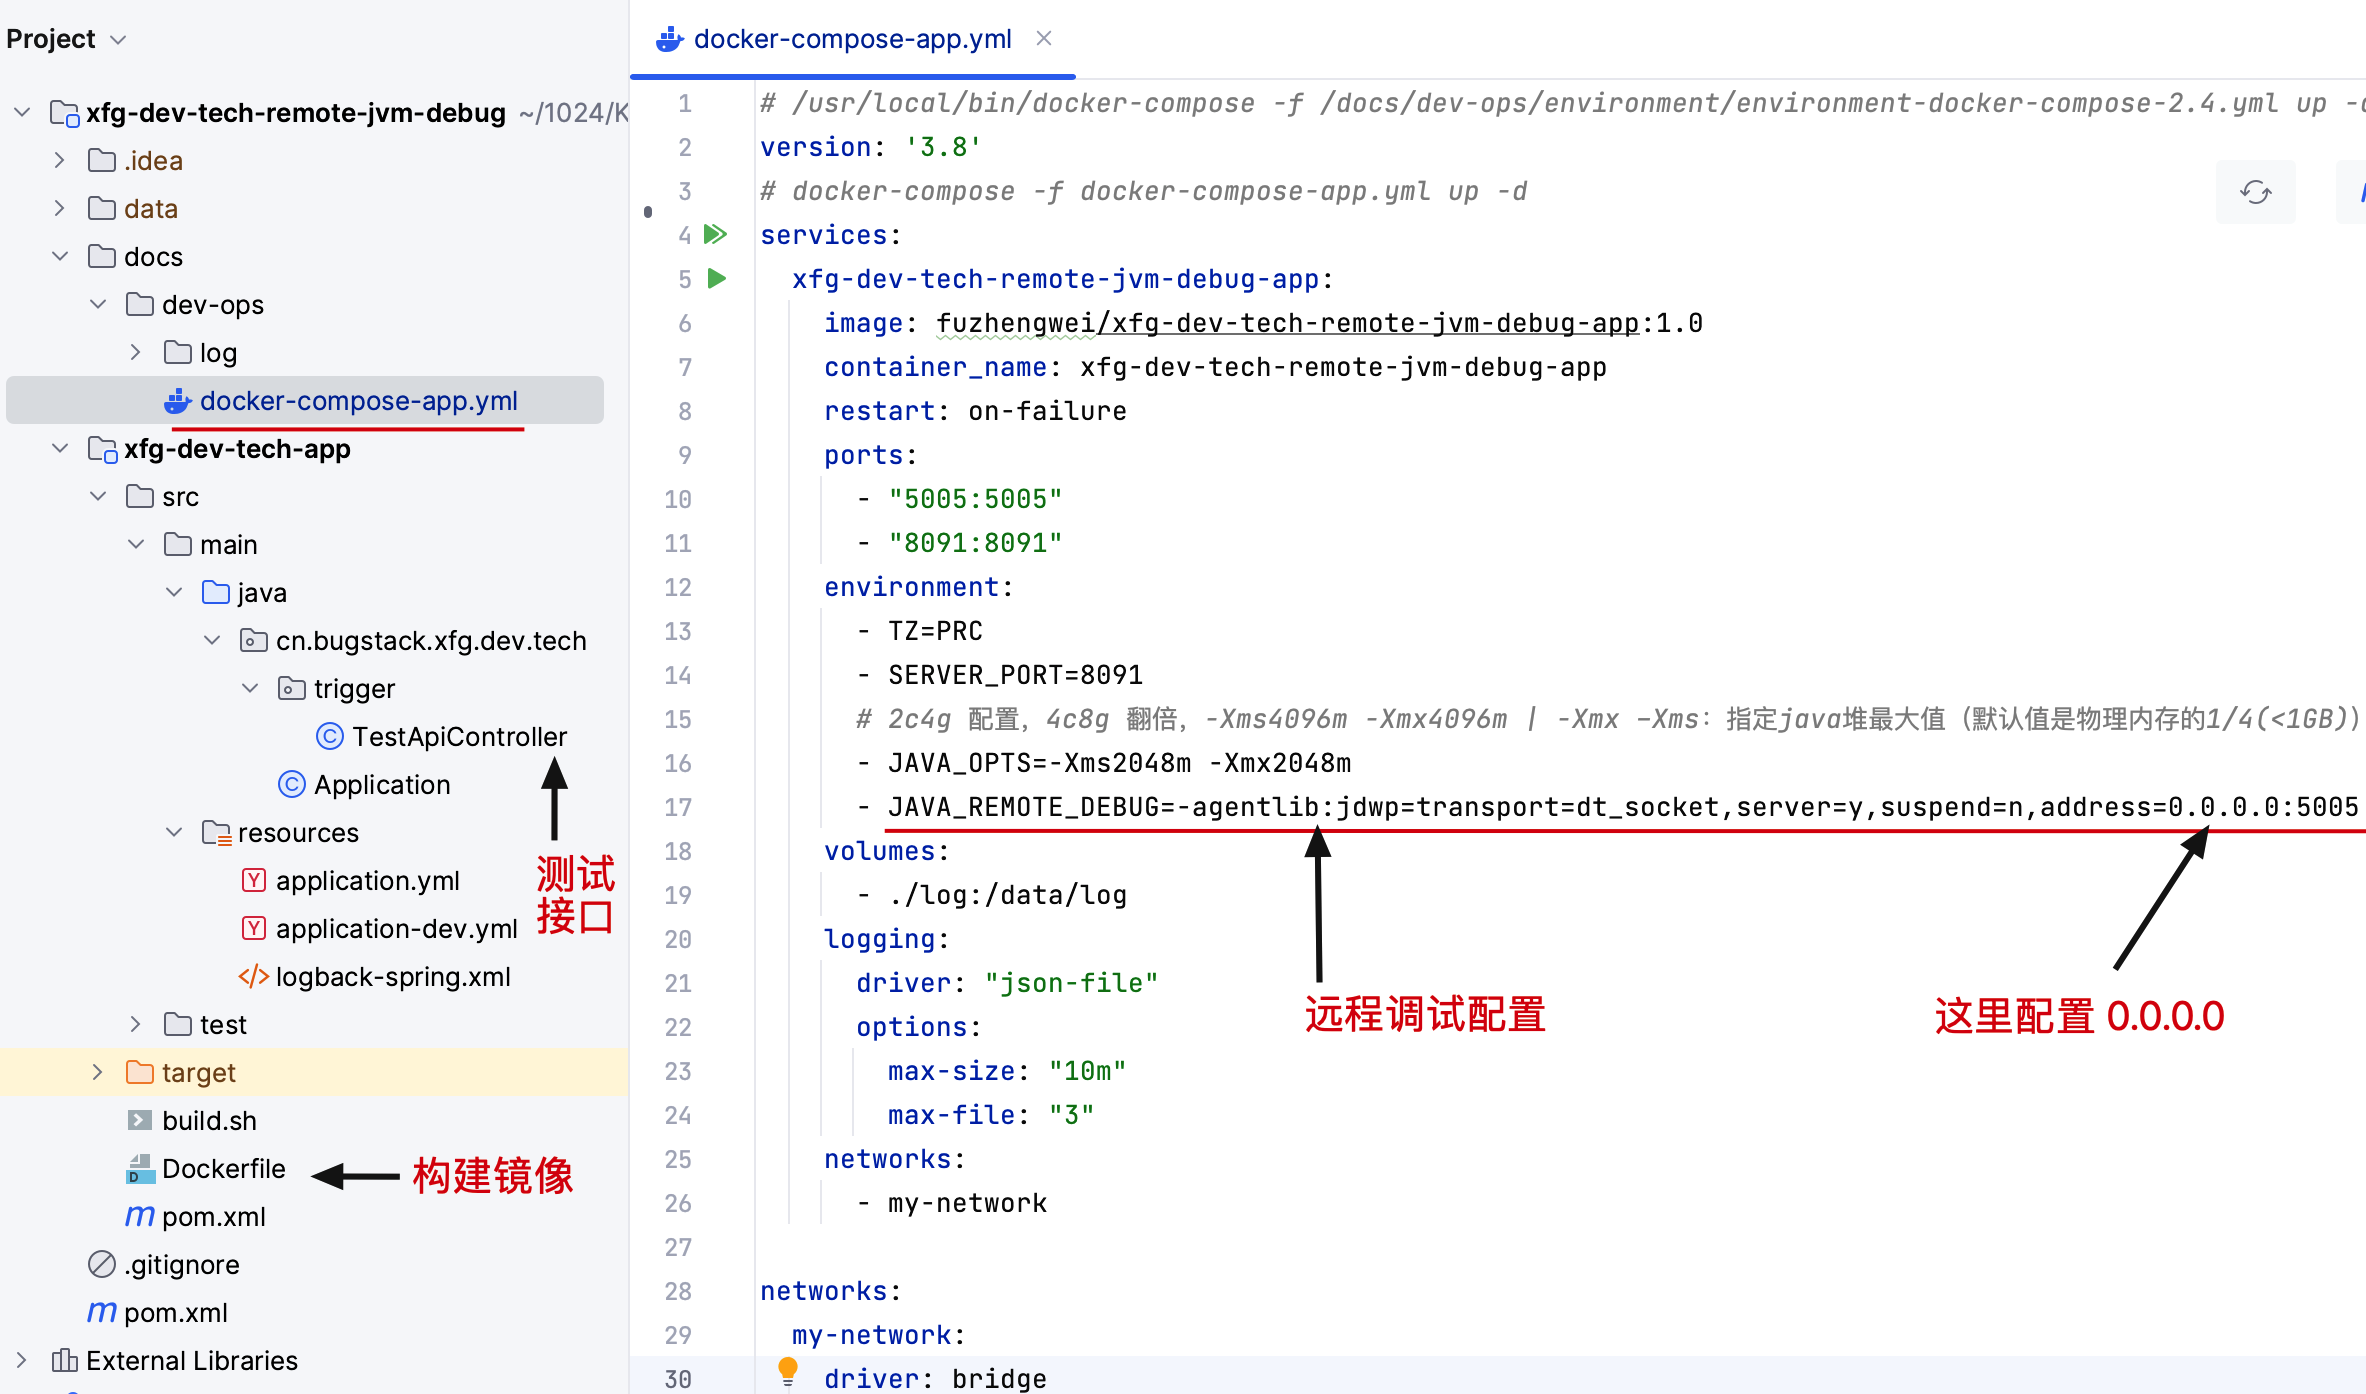 Project
xfg-dev-tech-remote-jvm-debug ~/1024/K
.idea
data
docs
dev-ops
log
docker-compose-app.yml
xfg-dev-tech-app
src
main
java
cn.bugstack.xfg.dev.tech
trigger
TestApiController
Application
测试
接口
resources
application.yml
application-dev.yml
logback-spring.xml
test
target
build.sh
Dockerfile
构建镜像
pom.xml
.gitignore
pom.xml
External Libraries
docker-compose-app.yml
1 # /usr/local/bin/docker-compose -f /docs/dev-ops/environment/environment-docker-compose-2.4.yml up -d
2 version: '3.8'
3 # docker-compose -f docker-compose-app.yml up -d
4 services:
5 xfg-dev-tech-remote-jvm-debug-app:
6 image: fuzhengwei/xfg-dev-tech-remote-jvm-debug-app:1.0
7 container_name: xfg-dev-tech-remote-jvm-debug-app
8 restart: on-failure
9 ports:
10 - "5005:5005"
11 - "8091:8091"
12 environment:
13 - TZ=PRC
14 - SERVER_PORT=8091
15 # 2c4g 配置，4c8g 翻倍，-Xms4096m -Xmx4096m | -Xmx –Xms：指定java堆最大值（默认值是物理内存的1/4(<1GB)）
16 - JAVA_OPTS=-Xms2048m -Xmx2048m
17 - JAVA_REMOTE_DEBUG=-agentlib:jdwp=transport=dt_socket,server=y,suspend=n,address=0.0.0.0:5005
18 volumes:
19 - ./log:/data/log
20 logging:
21 driver: "json-file"
远程调试配置
这里配置 0.0.0.0
22 options:
23 max-size: "10m"
24 max-file: "3"
25 networks:
26 - my-network
27
28 networks:
29 my-network:
30 driver: bridge